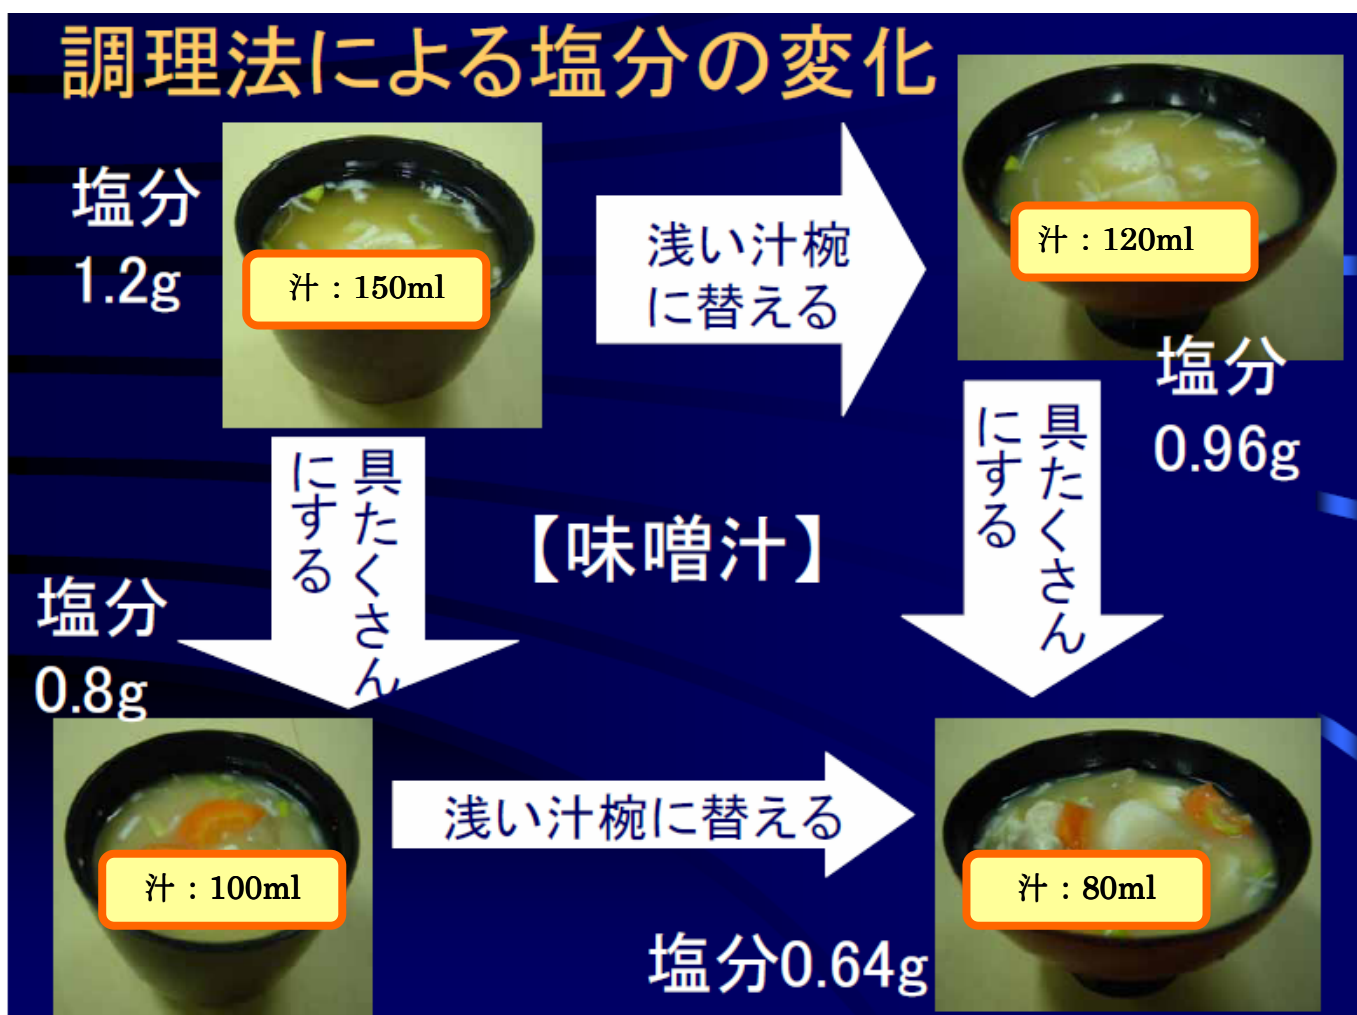 調理法による塩分の変化
塩分
1.2g
汁：150ml
浅い汁椀
に替える
汁：120ml
塩分
0.96g
具たくさん
にする
具たくさん
にする
【味噌汁】
塩分
0.8g
汁：100ml
浅い汁椀に替える
汁：80ml
塩分0.64g